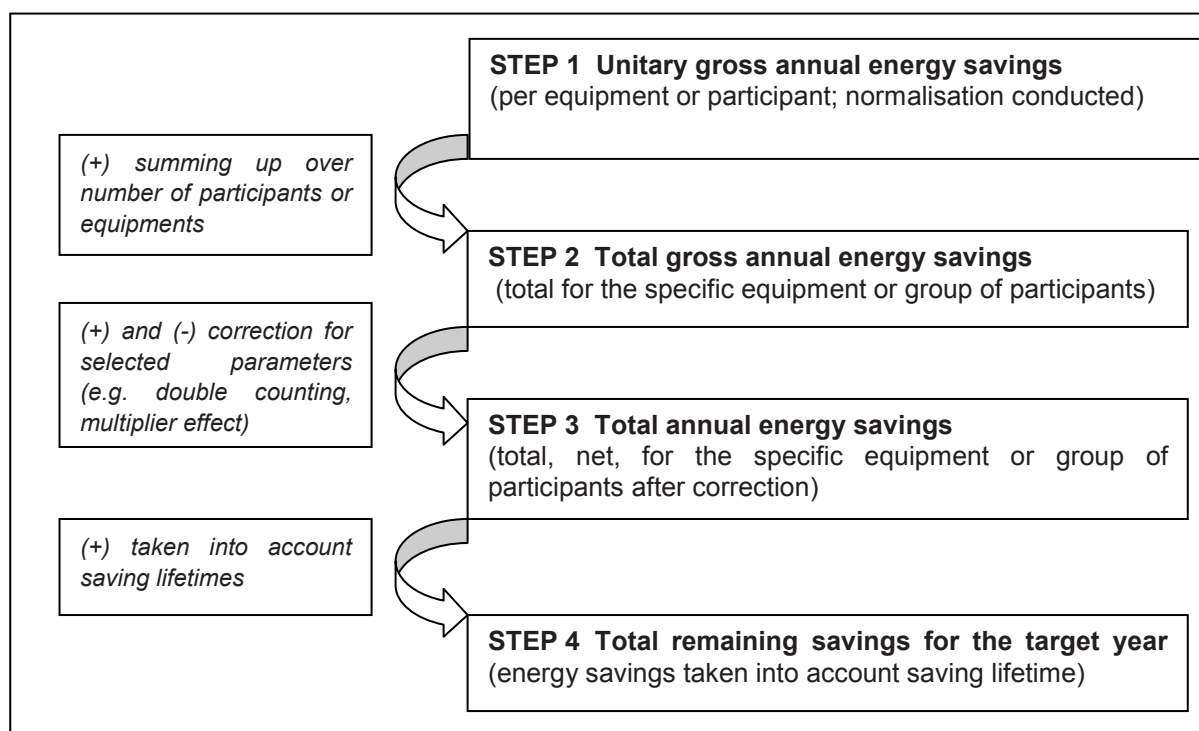 STEP 1 Unitary gross annual energy savings
(per equipment or participant; normalisation conducted)
(+) summing up over
number of participants or
equipments
STEP 2 Total gross annual energy savings
(total for the specific equipment or group of participants)
(+) and (-) correction for
selected parameters
(e.g. double counting,
multiplier effect)
STEP 3 Total annual energy savings
(total, net, for the specific equipment or group of
participants after correction)
(+) taken into account
saving lifetimes
STEP 4 Total remaining savings for the target year
(energy savings taken into account saving lifetime)